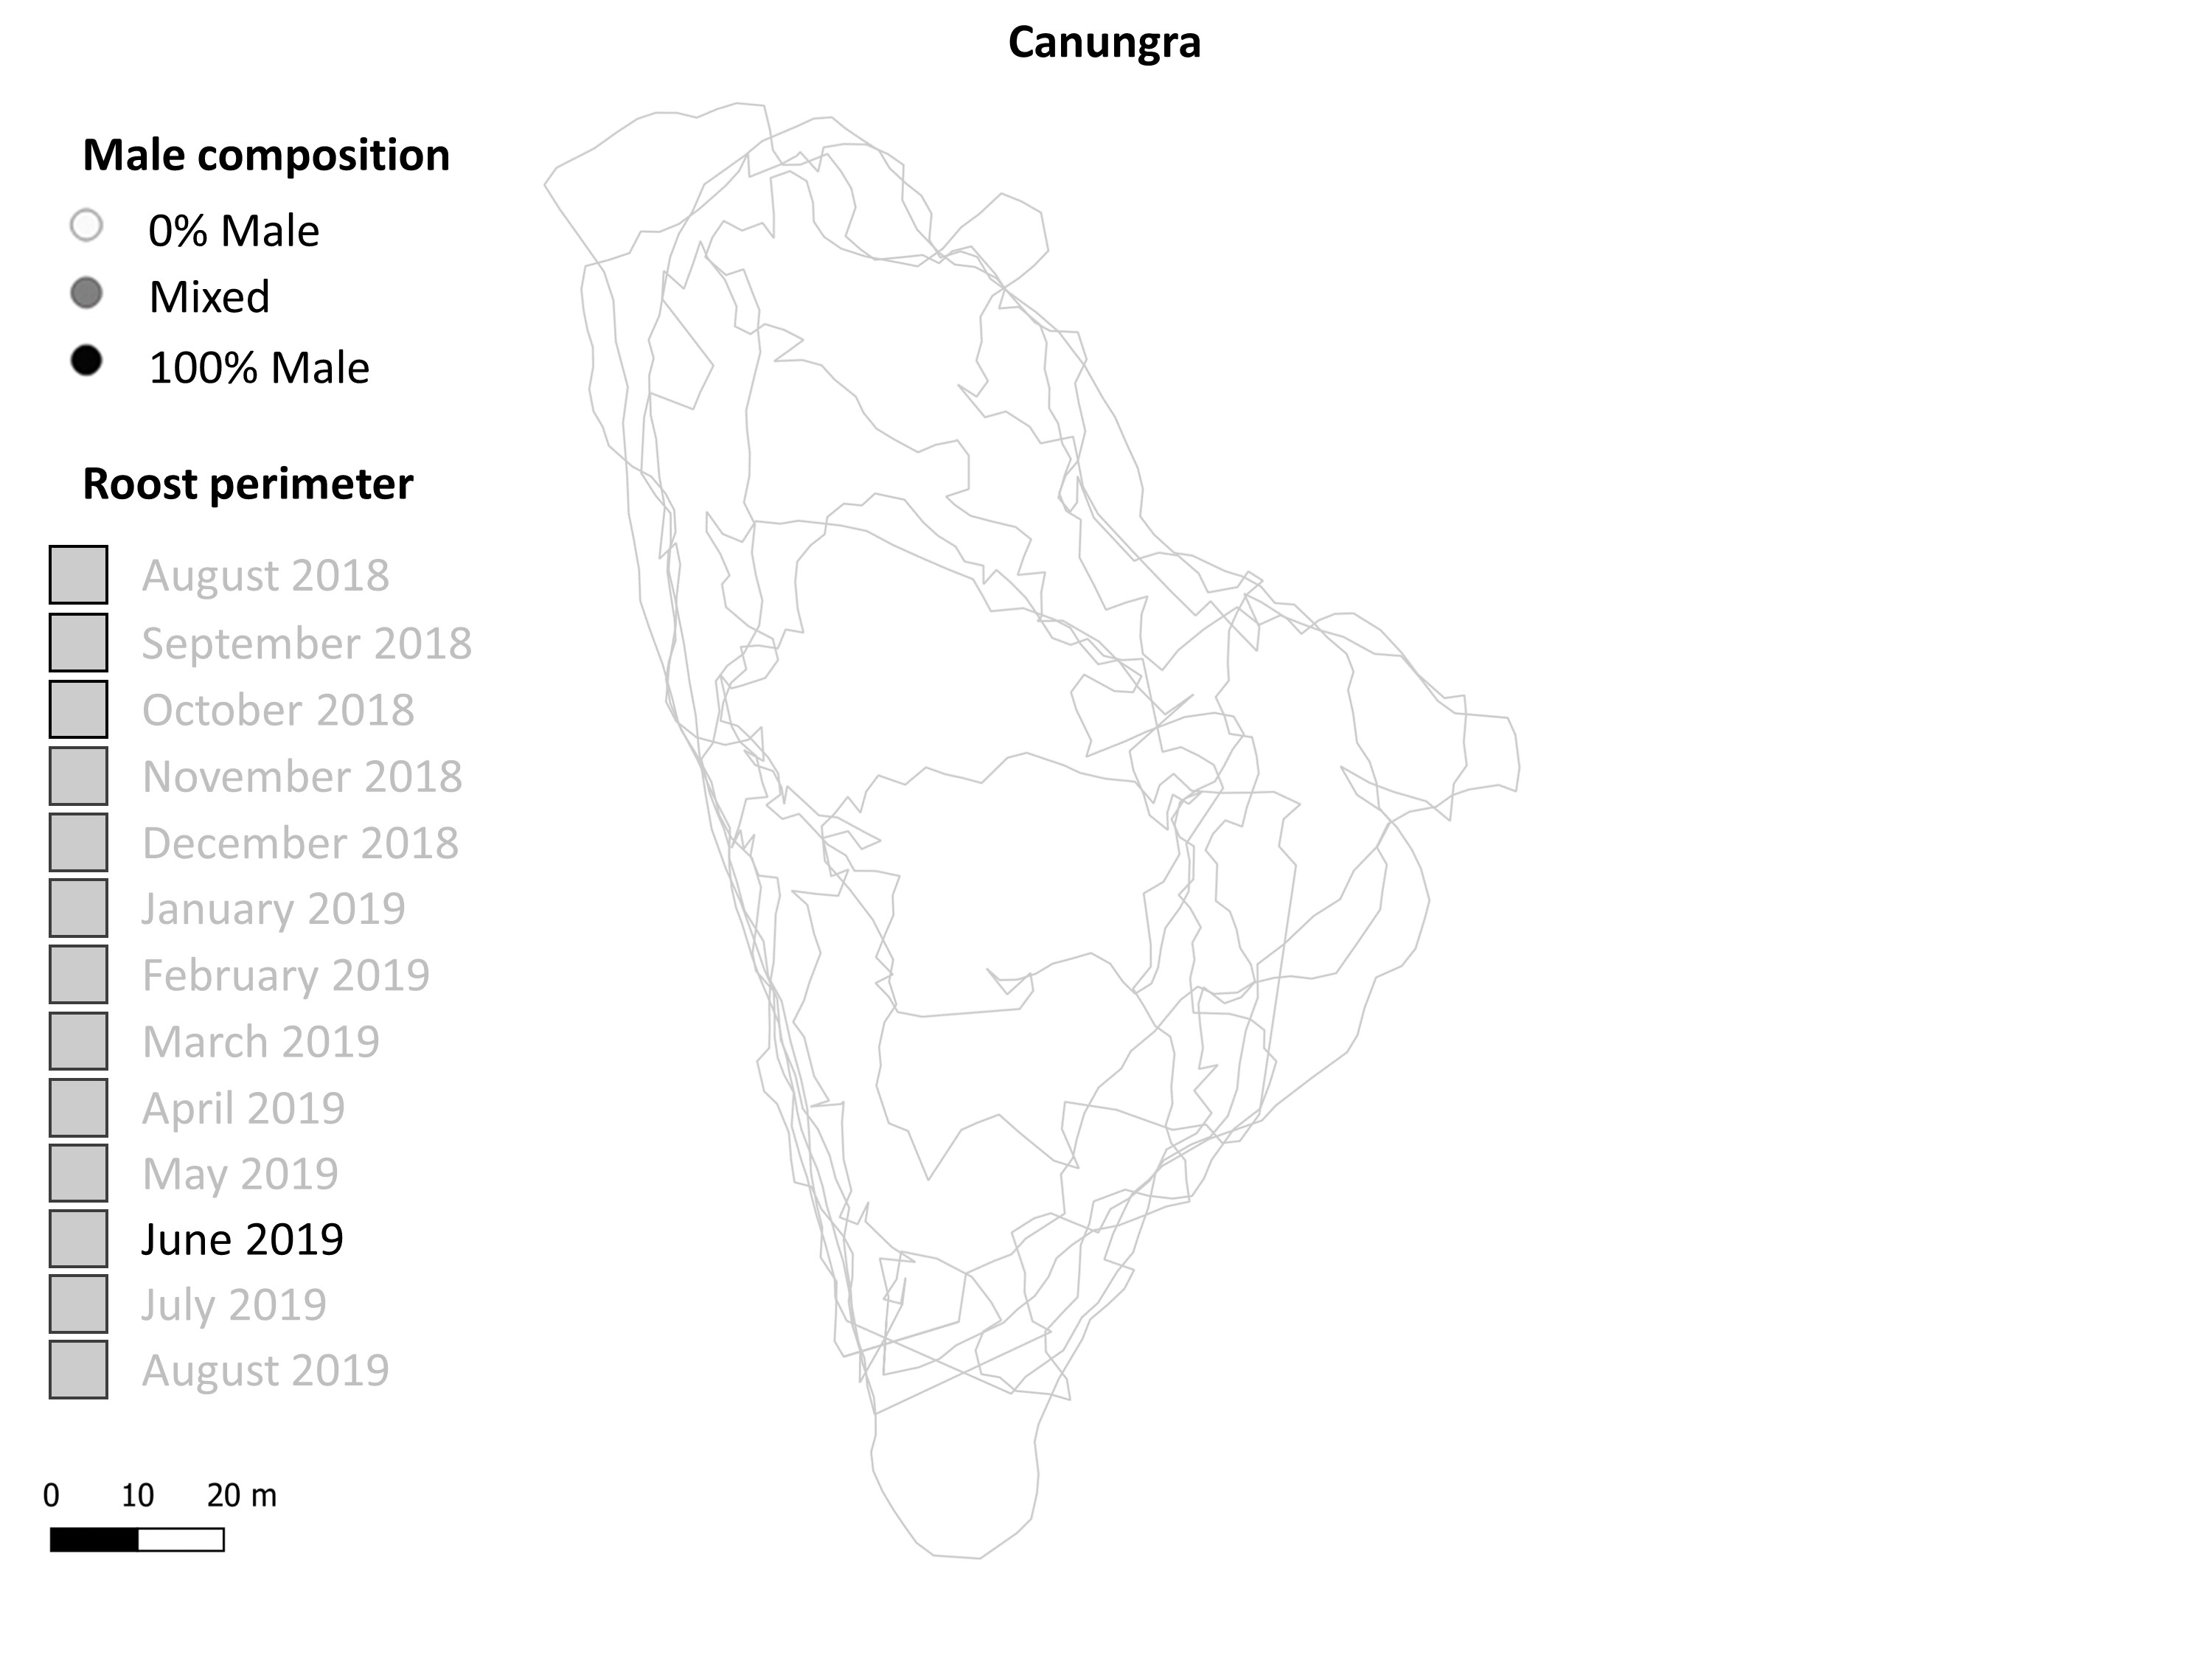 Canungra
Male composition
0% Male
Mixed
100% Male
Roost perimeter
August 2018
September 2018
October 2018
November 2018
December 2018
January 2019
February 2019
March 2019
April 2019
May 2019
June 2019
July 2019
August 2019
0 10 20 m